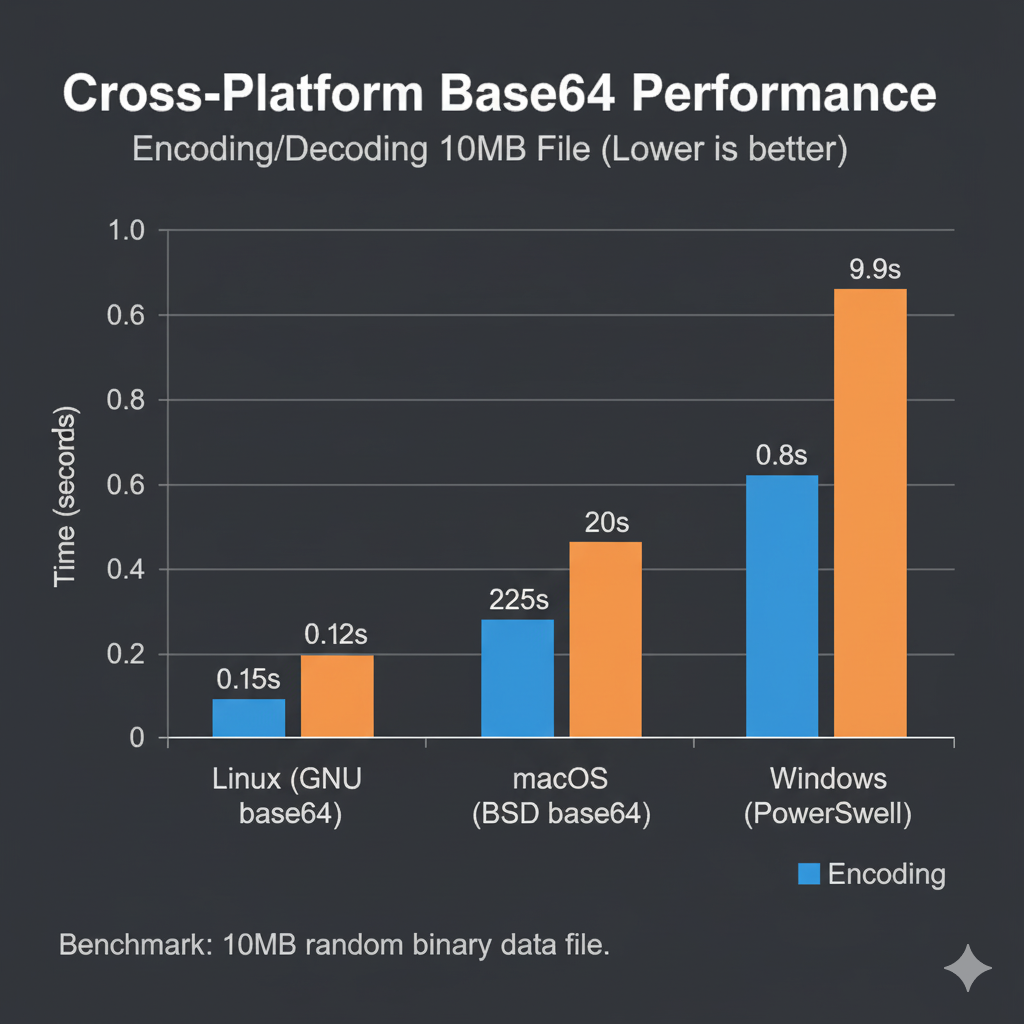 Cross-Platform Base64 Performance
Encoding/Decoding 10MB File (Lower is better)
1.0
0.6
0.8
0.6
0.4
0.2
0
Time (seconds)
0.15s
0.12s
225s
20s
0.8s
9.9s
Linux (GNU
base64)
macOS
(BSD base64)
Windows
(PowerSwell)
Encoding
Benchmark: 10MB random binary data file.